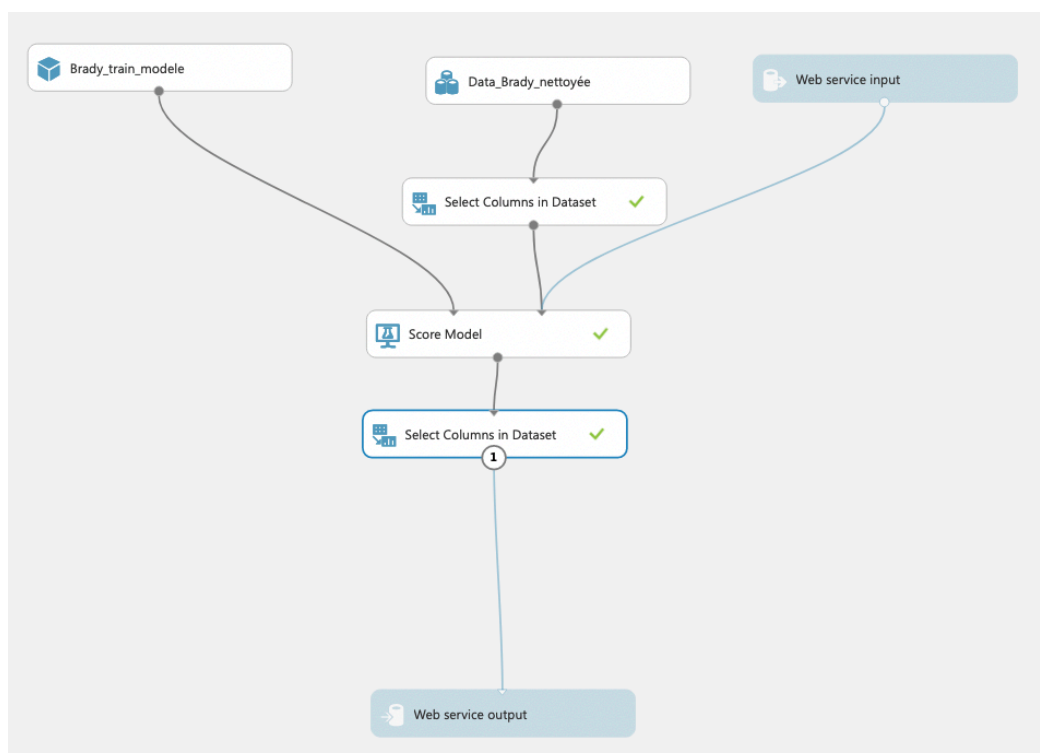 Brady_train_modele
Data_Brady_nettoyée
Web service input
Select Columns in Dataset
Score Model
Select Columns in Dataset
1
Web service output